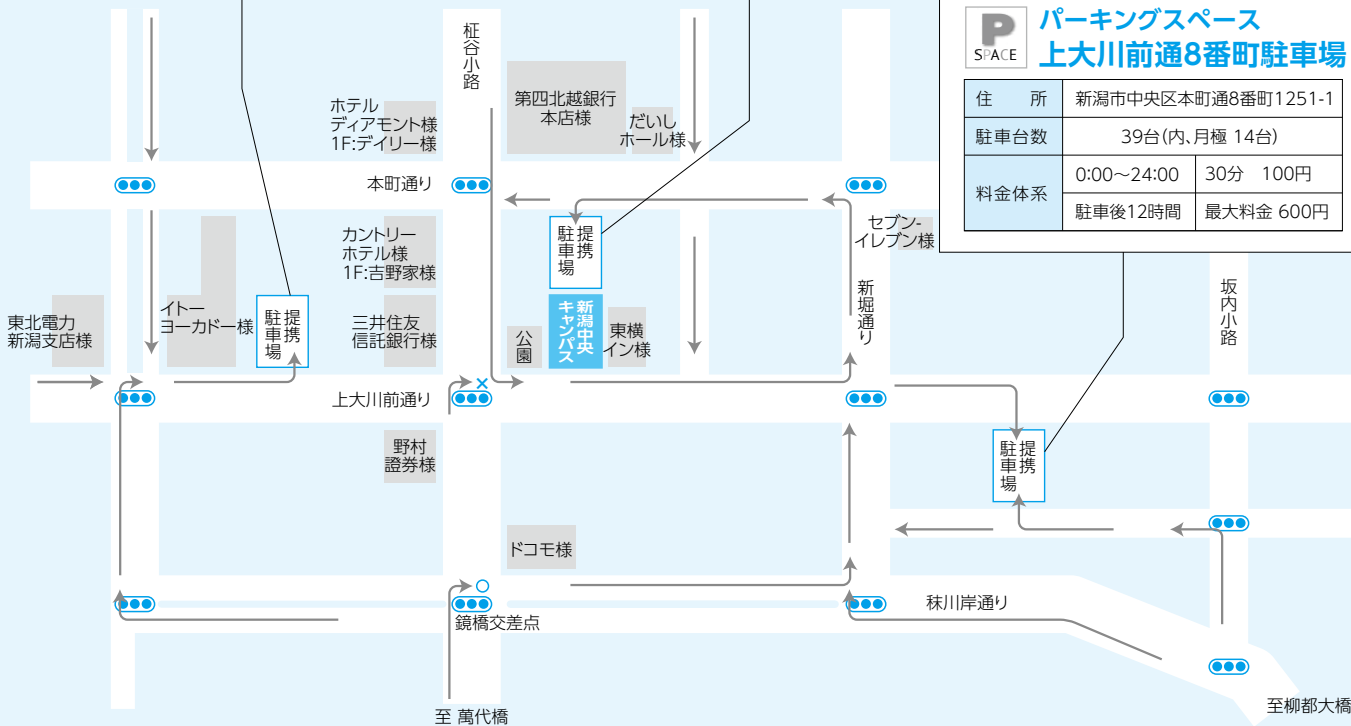 P
SPACE
パーキングスペース
上大川前通8番町駐車場
住 所
新潟市中央区本町通8番町1251-1
駐車台数
39台(内、月極 14台)
料金体系
0:00〜24:00
30分 100円
駐車後12時間
最大料金 600円
柾谷小路
ホテル
ディアモント様
1F:デイリー様
第四北越銀行
本店様
だいし
ホール様
本町通り
カントリー
ホテル様
1F:吉野家様
提携
駐車場
セブン-
イレブン様
東北電力
新潟支店様
イトー
ヨーカドー様
提携
駐車場
三井住友
信託銀行様
公園
新潟中央
キャンパス
東横
イン様
新堀通り
坂内小路
×
上大川前通り
野村
證券様
提携
駐車場
ドコモ様
秣川岸通り
鏡橋交差点
至 萬代橋
至柳都大橋